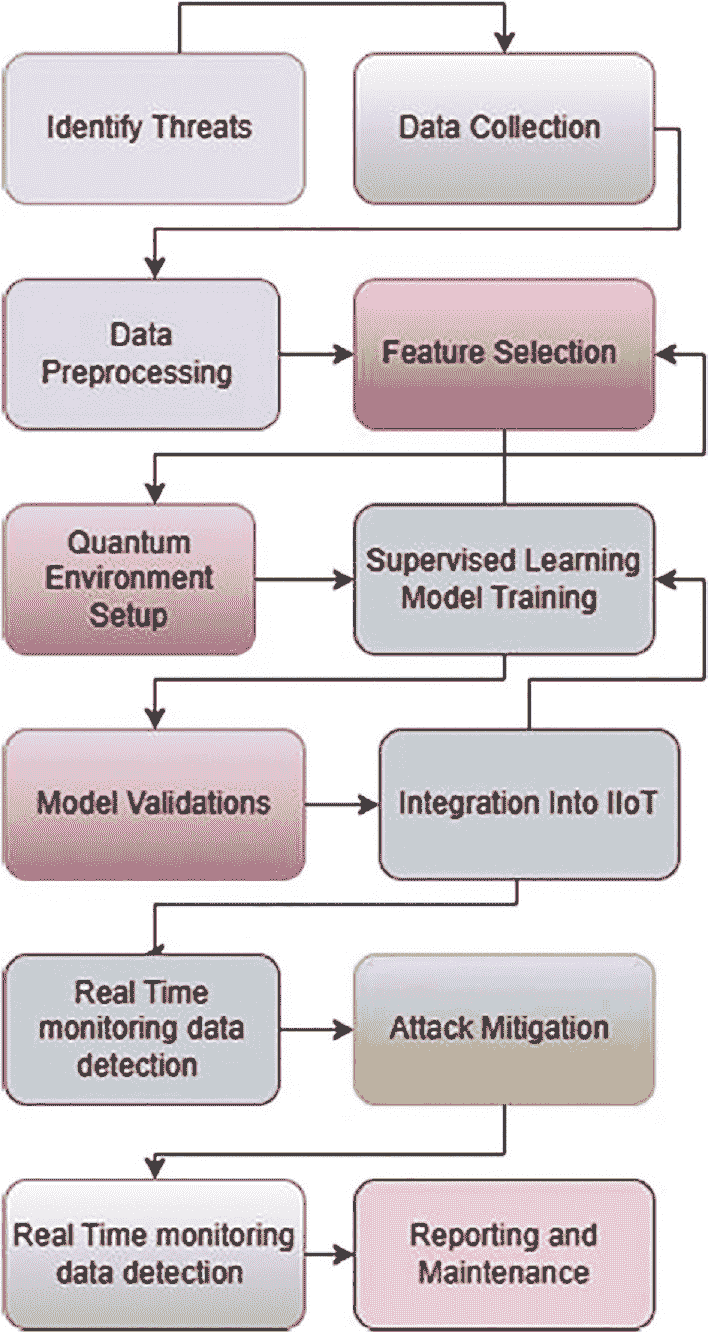 Identify Threats
Data Collection
Data
Preprocessing
Feature Selection
Quantum
Environment
Setup
Supervised Learning
Model Training
Model Validations
Integration Into IIoT
Real Time
monitoring data
detection
Attack Mitigation
Real Time monitoring
data detection
Reporting and
Maintenance